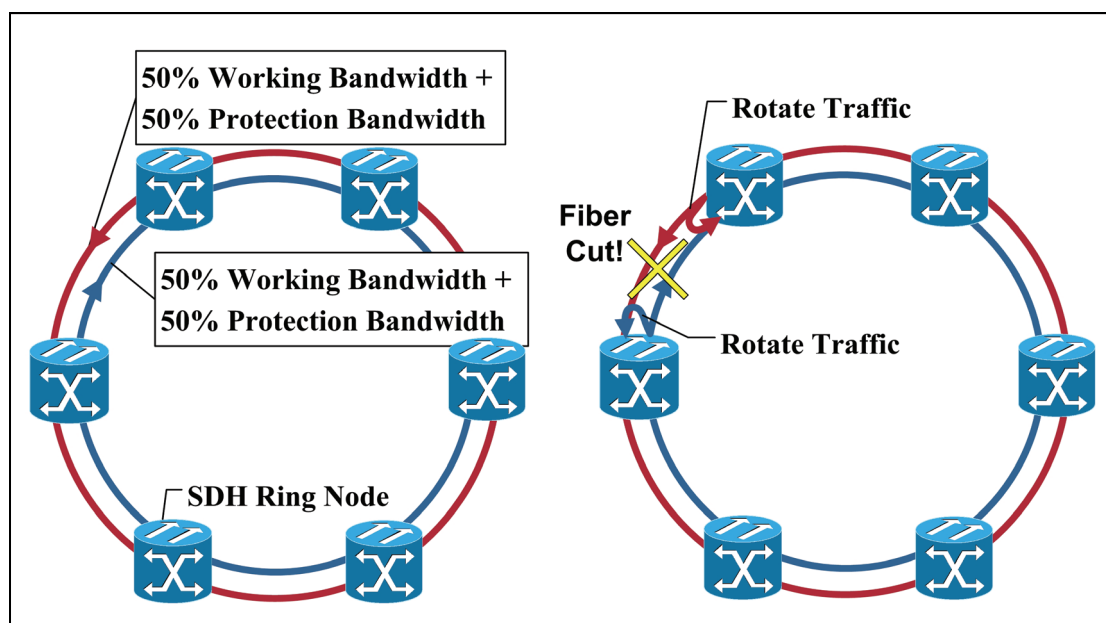 50% Working Bandwidth +
50% Protection Bandwidth
50% Working Bandwidth +
50% Protection Bandwidth
SDH Ring Node
Rotate Traffic
Fiber
Cut!
Rotate Traffic